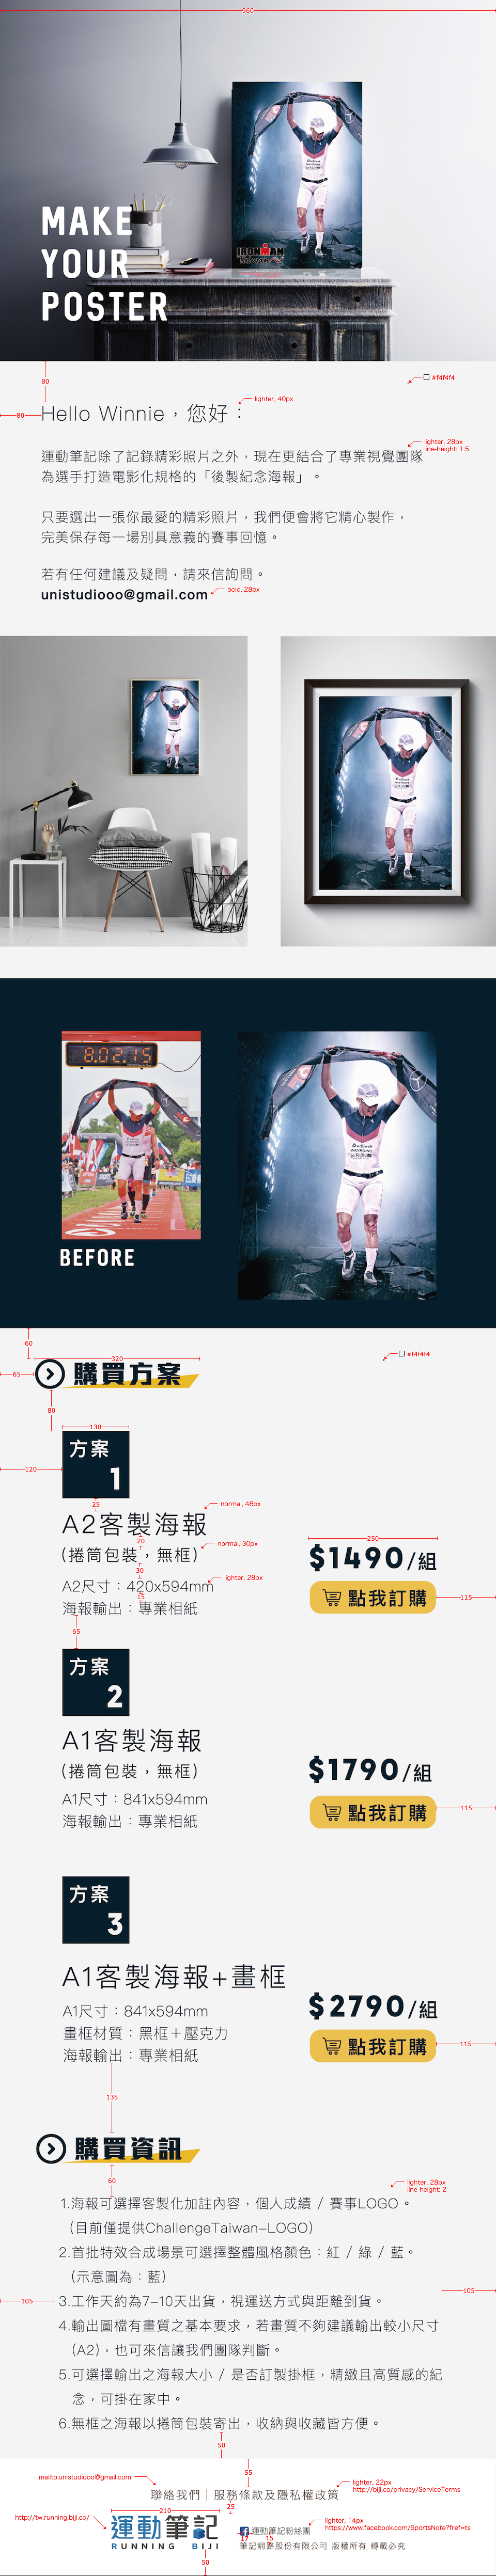 960
MAKE
YOUR
POSTER
IRONMAN
TAIWAN
80
#f4f4f4
lighter, 40px
80
Hello Winnie，您好：
lighter, 28px
line-height: 1.5
運動筆記除了記錄精彩照片之外，現在更結合了專業視覺團隊
為選手打造電影化規格的「後製紀念海報」。
只要選出一張你最愛的精彩照片，我們便會將它精心製作，
完美保存每一場別具意義的賽事回憶。
若有任何建議及疑問，請來信詢問。
unistudiooo@gmail.com
bold, 28px
8:02:15
BEFORE
60
#f4f4f4
320
65
購買方案
80
130
方案
1
120
25
normal, 48px
A2客製海報
20
normal, 30px
(捲筒包裝，無框)
30
lighter, 28px
A2尺寸：420x594mm
15
海報輸出：專業相紙
250
$1490/組
點我訂購
115
65
方案
2
A1客製海報
(捲筒包裝，無框)
A1尺寸：841x594mm
海報輸出：專業相紙
$1790/組
點我訂購
115
方案
3
A1客製海報+畫框
A1尺寸：841x594mm
畫框材質：黑框＋壓克力
海報輸出：專業相紙
$2790/組
點我訂購
115
135
購買資訊
60
lighter, 28px
line-height: 2
1.海報可選擇客製化加註內容，個人成績 / 賽事LOGO。
(目前僅提供ChallengeTaiwan-LOGO)
2.首批特效合成場景可選擇整體風格顏色：紅 / 綠 / 藍。
(示意圖為：藍)
105
105
3.工作天約為7-10天出貨，視運送方式與距離到貨。
4.輸出圖檔有畫質之基本要求，若畫質不夠建議輸出較小尺寸
(A2)，也可來信讓我們團隊判斷。
5.可選擇輸出之海報大小 / 是否訂製掛框，精緻且高質感的紀
念，可掛在家中。
6.無框之海報以捲筒包裝寄出，收納與收藏皆方便。
50
55
mailto:unistudiooo@gmail.com
lighter, 22px
http://biji.co/privacy/ServiceTerms
聯絡我們｜服務條款及隱私權政策
25
210
http://tw.running.biji.co/
運動筆記
RUNNING BIJI
lighter, 14px
https://www.facebook.com/SportsNote?fref=ts
運動筆記粉絲團
17
15
筆記網路股份有限公司 版權所有 轉載必究
50